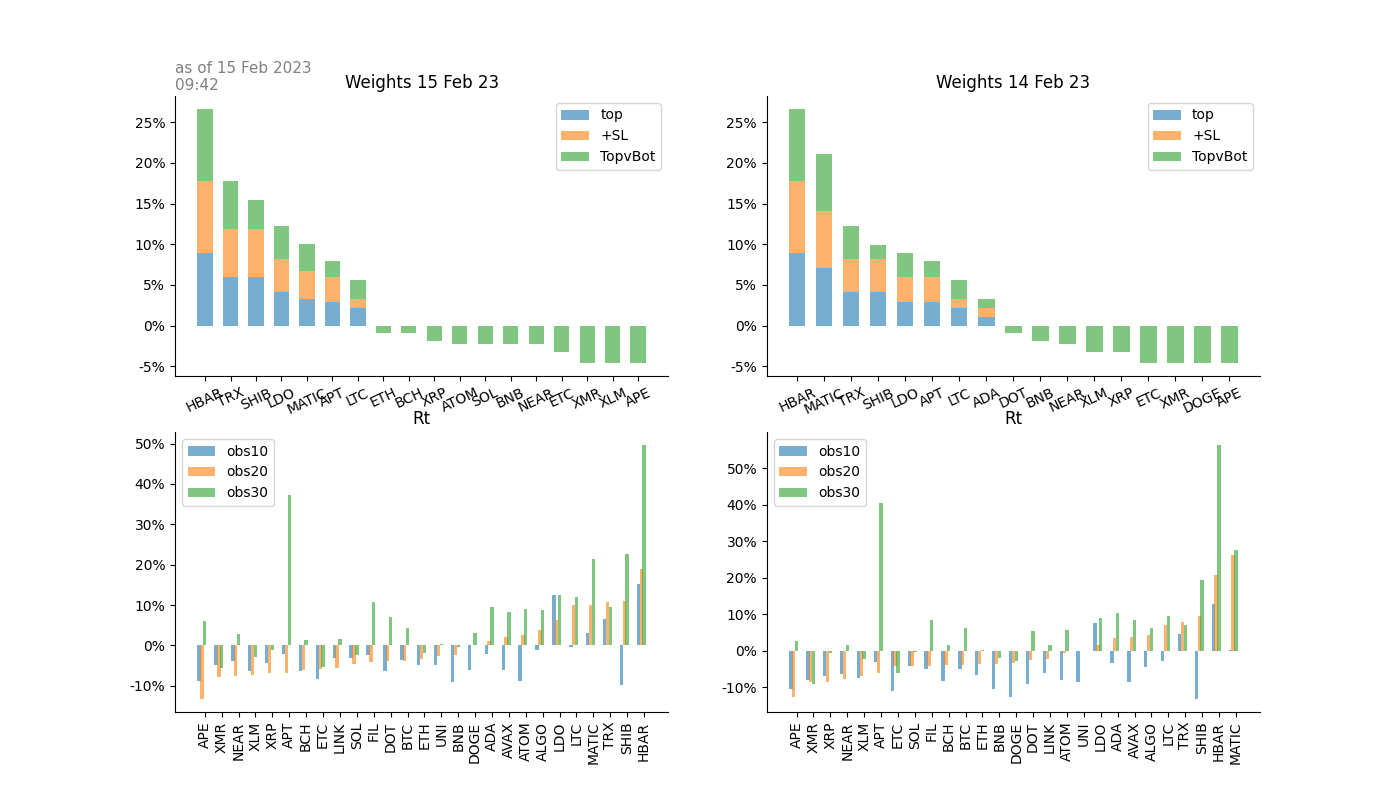 as of 15 Feb 2023
09:42
Weights 15 Feb 23
25%
20%
15%
10%
5%
0%
-5%
top
+SL
TopvBot
HBAR TRX SHIB LDO MATIC APT LTC ETH BCH XRP ATOM SOL BNB NEAR ETC XMR XLM APE
Weights 14 Feb 23
25%
20%
15%
10%
5%
0%
-5%
top
+SL
TopvBot
HBAR MATIC TRX SHIB LDO APT LTC ADA DOT BNB NEAR XLM XRP ETC XMR DOGE APE
Rt
50%
40%
30%
20%
10%
0%
-10%
obs10
obs20
obs30
APE XMR NEAR XLM XRP APT BCH ETC LINK SOL FIL DOT BTC ETH UNI BNB DOGE ADA AVAX ATOM ALGO LDO LTC MATIC TRX SHIB HBAR
Rt
50%
40%
30%
20%
10%
0%
-10%
obs10
obs20
obs30
APE XMR XRP NEAR XLM APT ETC SOL FIL BCH BTC ETH BNB DOGE DOT LINK ATOM UNI LDO ADA AVAX ALGO LTC TRX SHIB HBAR MATIC